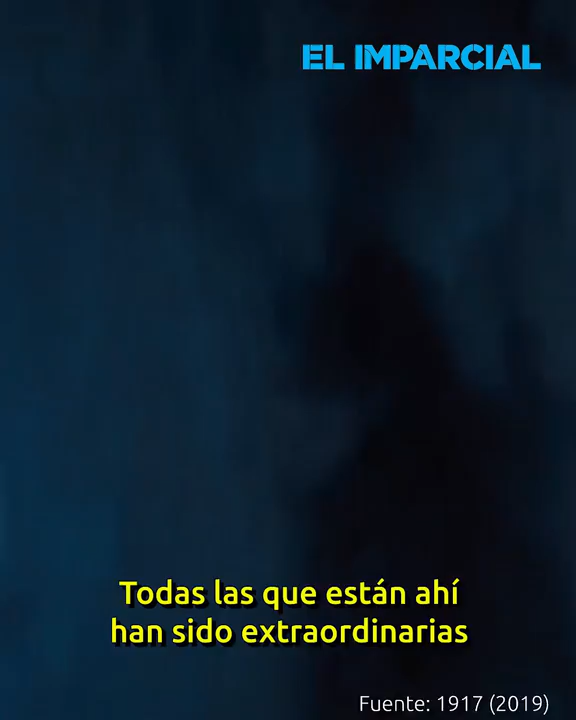 EL IMPARCIAL
Todas las que están ahí
han sido extraordinarias
Fuente: 1917 (2019)